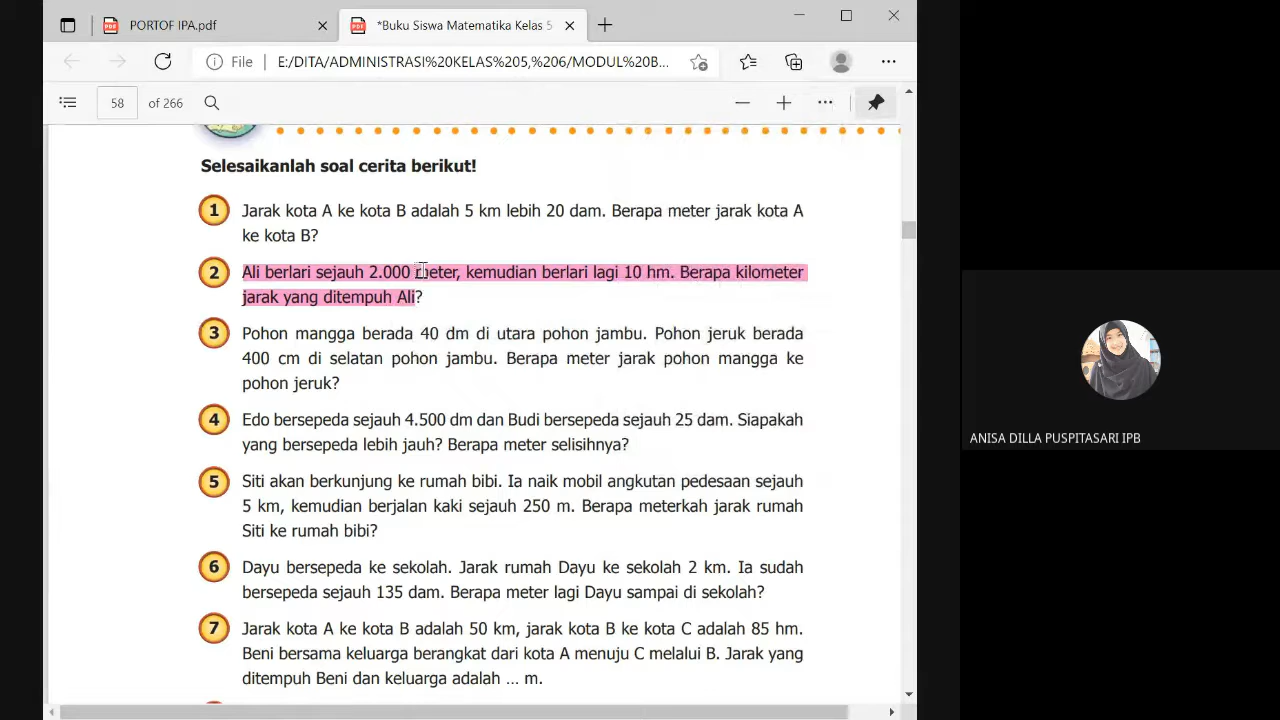 PORTOF IPA.pdf
*Buku Siswa Matematika Kelas 5
File
E:/DITA/ADMINISTRASI%20KELAS%205,%206/MODUL%20B...
58 of 266
Selesaikanlah soal cerita berikut!
1 Jarak kota A ke kota B adalah 5 km lebih 20 dam. Berapa meter jarak kota A
ke kota B?
2 Ali berlari sejauh 2.000 meter, kemudian berlari lagi 10 hm. Berapa kilometer
jarak yang ditempuh Ali?
3 Pohon mangga berada 40 dm di utara pohon jambu. Pohon jeruk berada
400 cm di selatan pohon jambu. Berapa meter jarak pohon mangga ke
pohon jeruk?
4 Edo bersepeda sejauh 4.500 dm dan Budi bersepeda sejauh 25 dam. Siapakah
yang bersepeda lebih jauh? Berapa meter selisihnya?
5 Siti akan berkunjung ke rumah bibi. Ia naik mobil angkutan pedesaan sejauh
5 km, kemudian berjalan kaki sejauh 250 m. Berapa meterkah jarak rumah
Siti ke rumah bibi?
6 Dayu bersepeda ke sekolah. Jarak rumah Dayu ke sekolah 2 km. Ia sudah
bersepeda sejauh 135 dam. Berapa meter lagi Dayu sampai di sekolah?
7 Jarak kota A ke kota B adalah 50 km, jarak kota B ke kota C adalah 85 hm.
Beni bersama keluarga berangkat dari kota A menuju C melalui B. Jarak yang
ditempuh Beni dan keluarga adalah ... m.
ANISA DILLA PUSPITASARI IPB